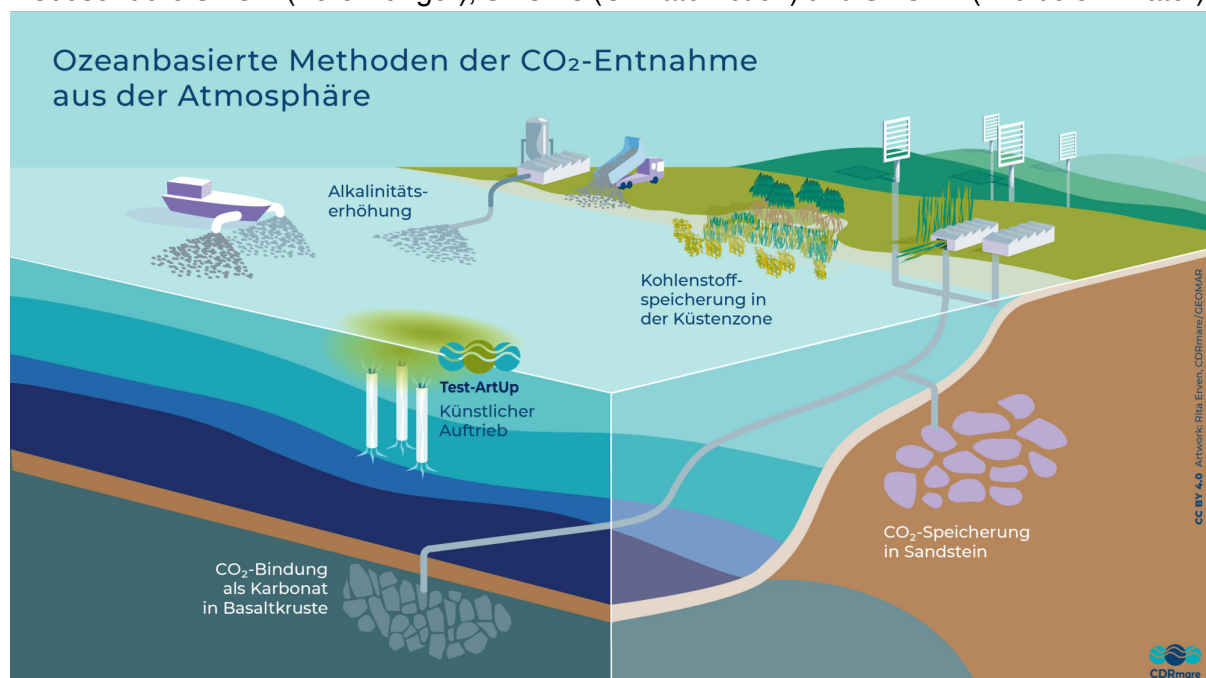 Ozeanbasierte Methoden der CO₂-Entnahme
aus der Atmosphäre
Alkalinitäts-
erhöhung
Kohlenstoff-
speicherung in
der Küstenzone
Test-ArtUp
Künstlicher
Auftrieb
CO₂-Speicherung
in Sandstein
CO₂-Bindung
als Karbonat
in Basaltkruste
CC BY 4.0 Artwork: Rita Erven, CDRmare/GEOMAR
CDRmare